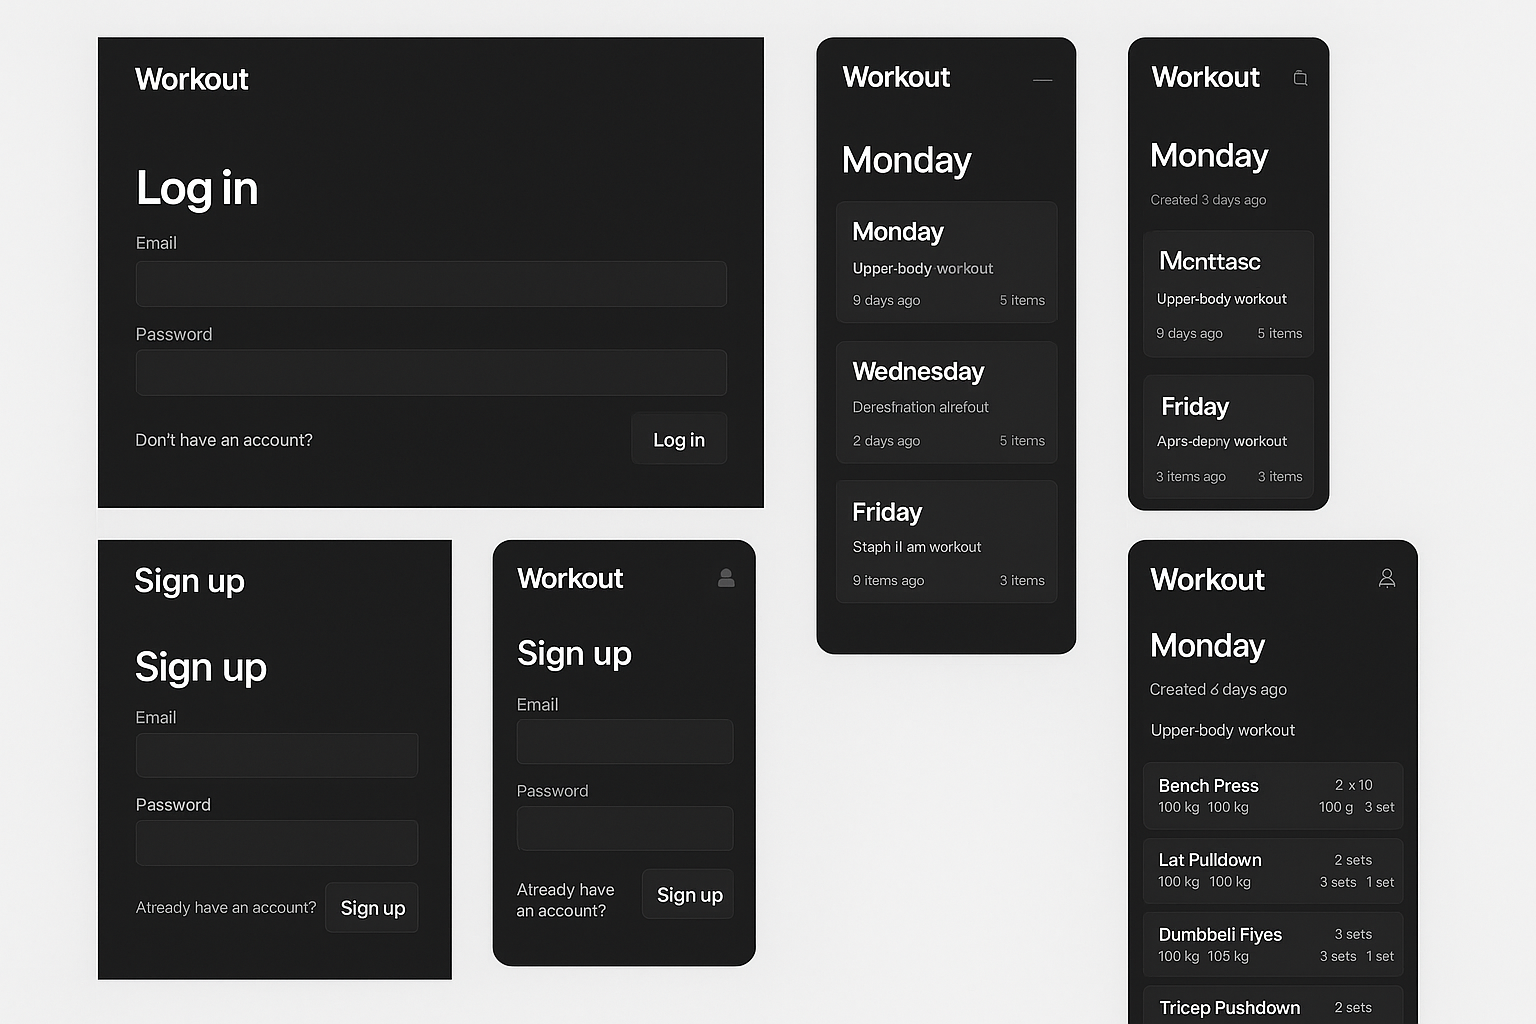 Workout
Log in
Email
Password
Don't have an account?
Log in
Sign up
Sign up
Email
Password
Atready have an account?
Sign up
Workout
Sign up
Email
Password
Atready have
an account?
Sign up
Workout
Monday
Monday
Upper-body workout
9 days ago
5 items
Wednesday
Deresfnation alrefout
2 days ago
5 items
Friday
Staph il am workout
9 items ago
3 items
Workout
Monday
Created 3 days ago
Mcnttasc
Upper-body workout
9 days ago
5 items
Friday
Aprs-depny workout
3 items ago
3 items
Workout
Monday
Created 6 days ago
Upper-body workout
Bench Press
2 x 10
100 kg 100 kg
100 g 3 set
Lat Pulldown
2 sets
100 kg 100 kg
3 sets 1 set
Dumbbeli Fiyes
3 sets
100 kg 105 kg
3 sets 1 set
Tricep Pushdown
2 sets